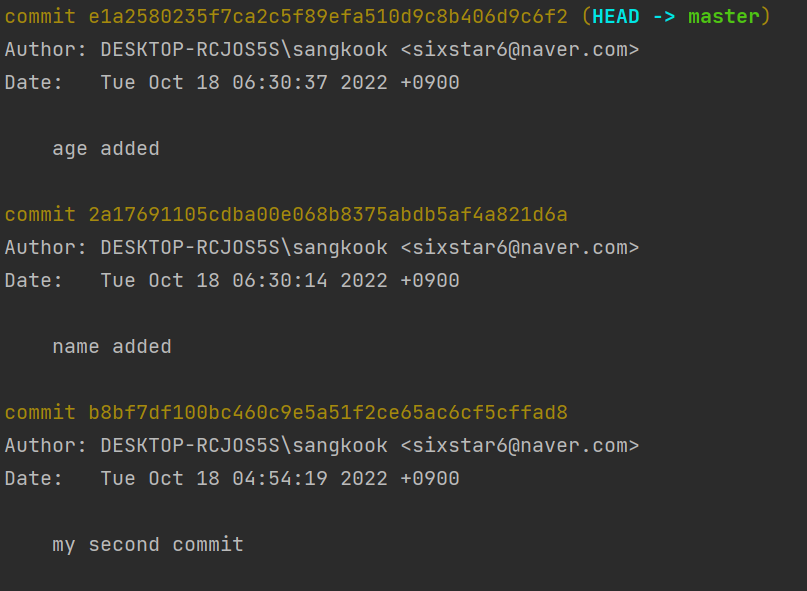 commit e1a2580235f7ca2c5f89efa510d9c8b406d9c6f2 (HEAD -> master)
Author: DESKTOP-RCJOS5S\sangkook <sixstar6@naver.com>
Date:   Tue Oct 18 06:30:37 2022 +0900
    age added
commit 2a17691105cdba00e068b8375abdb5af4a821d6a
Author: DESKTOP-RCJOS5S\sangkook <sixstar6@naver.com>
Date:   Tue Oct 18 06:30:14 2022 +0900
    name added
commit b8bf7df100bc460c9e5a51f2ce65ac6cf5cffad8
Author: DESKTOP-RCJOS5S\sangkook <sixstar6@naver.com>
Date:   Tue Oct 18 04:54:19 2022 +0900
    my second commit